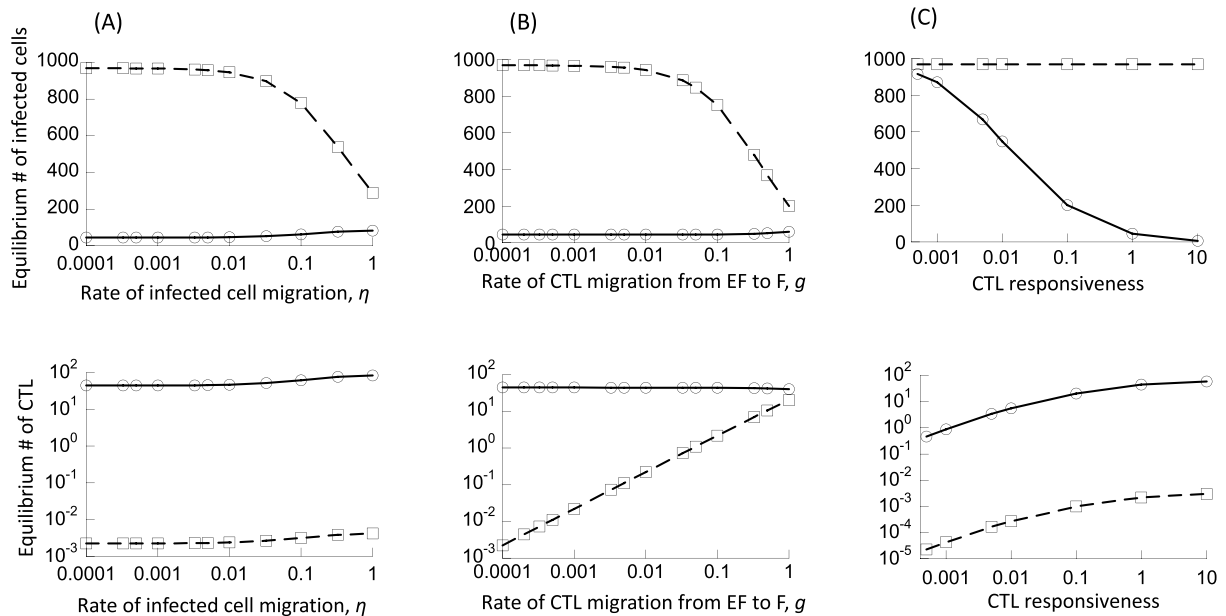 (A)
Equilibrium # of infected cells
1000
800
600
400
200
0
0.0001 0.001 0.01 0.1 1
Rate of infected cell migration, η
(B)
1000
800
600
400
200
0
0.0001 0.001 0.01 0.1 1
Rate of CTL migration from EF to F, g
(C)
1000
800
600
400
200
0
0.001 0.01 0.1 1 10
CTL responsiveness
Equilibrium # of CTL
10²
10¹
10⁰
10⁻¹
10⁻²
10⁻³
0.0001 0.001 0.01 0.1 1
Rate of infected cell migration, η
10²
10¹
10⁰
10⁻¹
10⁻²
10⁻³
0.0001 0.001 0.01 0.1 1
Rate of CTL migration from EF to F, g
10⁵
10²
10¹
10⁰
10⁻¹
10⁻²
10⁻³
10⁻⁴
10⁻⁵
0.001 0.01 0.1 1 10
CTL responsiveness